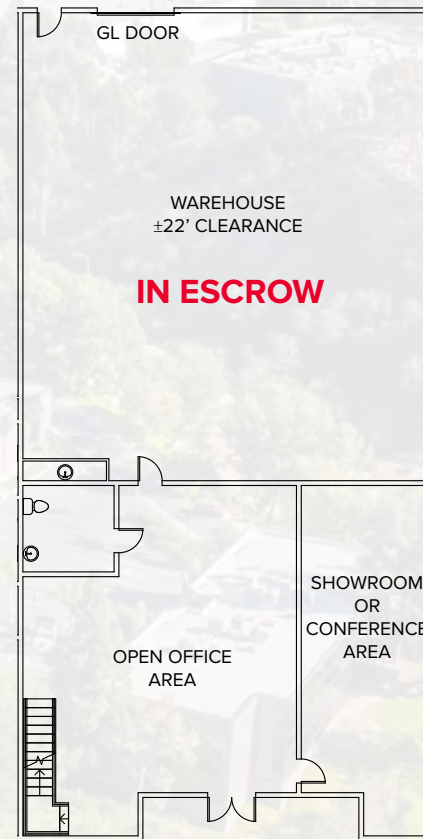 GL DOOR
WAREHOUSE
±22’ CLEARANCE
IN ESCROW
SHOWROOM
OR
CONFERENCE
AREA
OPEN OFFICE
AREA